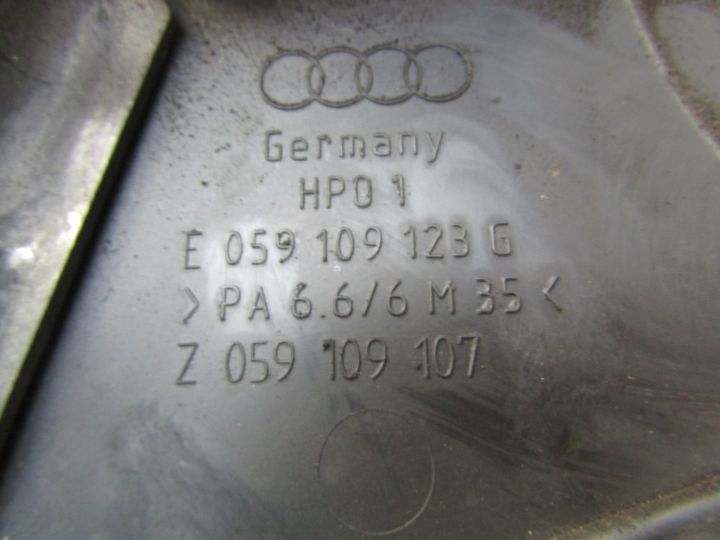 Germany
HPO 1
E 059 109 123 G
>PA 6.6/6 M 35<
Z 059 109 107